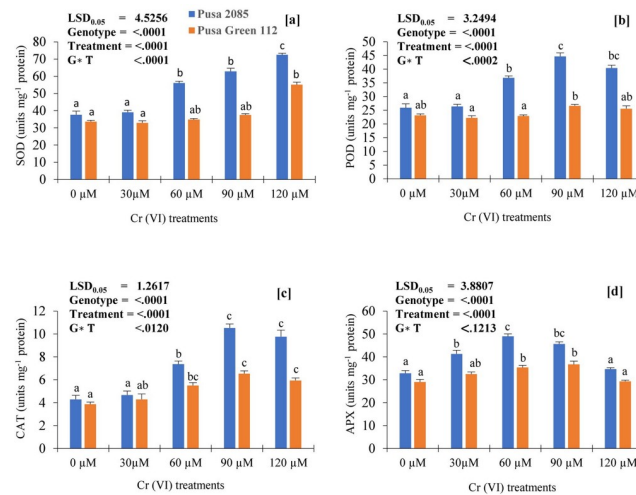 LSD0.05 = 4.5256
Genotype = <.0001
Treatment = <.0001
G* T <.0001
Pusa 2085
Pusa Green 112
[a]
SOD (units mg-1 protein)
80
70
60
50
40
30
20
10
0
a a a a b ab b ab c b
0 µM 30µM 60 µM 90 µM 120 µM
Cr (VI) treatments
LSD0.05 = 3.2494
Genotype = <.0001
Treatment = <.0001
G* T <.0002
[b]
POD (units mg-1 protein)
50
45
40
35
30
25
20
15
10
5
0
a ab a a b a c b bc ab
0 µM 30µM 60 µM 90 µM 120 µM
Cr (VI) treatments
LSD0.05 = 1.2617
Genotype = <.0001
Treatment = <.0001
G* T <.0120
[c]
CAT (units mg-1 protein)
12
10
8
6
4
2
0
a a a ab b bc c c c c
0 µM 30µM 60 µM 90 µM 120 µM
Cr (VI) treatments
LSD0.05 = 3.8807
Genotype = <.0001
Treatment = <.0001
G* T <.1213
[d]
APX (units mg-1 protein)
60
50
40
30
20
10
0
a a b a c b bc b a a
0 µM 30µM 60 µM 90 µM 120 µM
Cr (VI) treatments